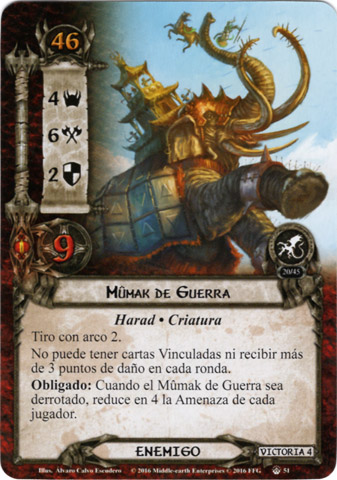 46
4
6
2
9
20/45
Mûmak de Guerra
Harad • Criatura
Tiro con arco 2.
No puede tener cartas Vinculadas ni recibir más
de 3 puntos de daño en cada ronda.
Obligado: Cuando el Mûmak de Guerra sea
derrotado, reduce en 4 la Amenaza de cada
jugador.
ENEMIGO
VICTORIA 4
Illus. Álvaro Calvo Escudero © 2016 Middle-earth Enterprises © 2016 FFG 51